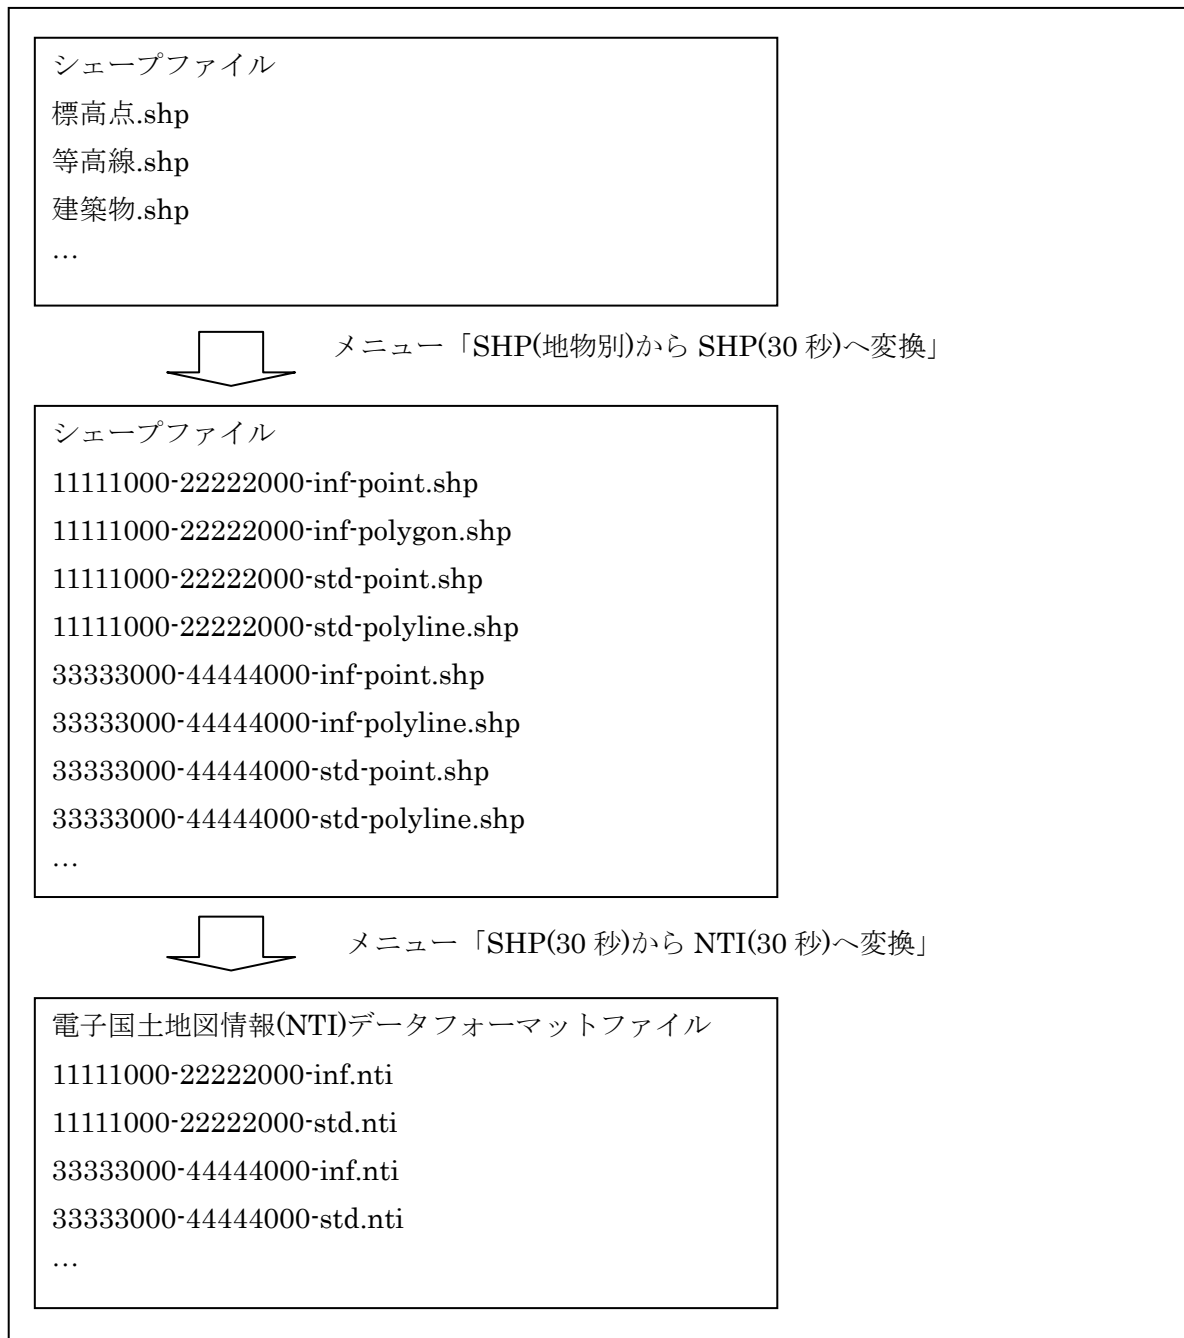 シェープファイル
標高点.shp
等高線.shp
建築物.shp
…
メニュー「SHP(地物別)から SHP(30 秒)へ変換」
シェープファイル
11111000-22222000-inf-point.shp
11111000-22222000-inf-polygon.shp
11111000-22222000-std-point.shp
11111000-22222000-std-polyline.shp
33333000-44444000-inf-point.shp
33333000-44444000-inf-polyline.shp
33333000-44444000-std-point.shp
33333000-44444000-std-polyline.shp
…
メニュー「SHP(30 秒)から NTI(30 秒)へ変換」
電子国土地図情報(NTI)データフォーマットファイル
11111000-22222000-inf.nti
11111000-22222000-std.nti
33333000-44444000-inf.nti
33333000-44444000-std.nti
…